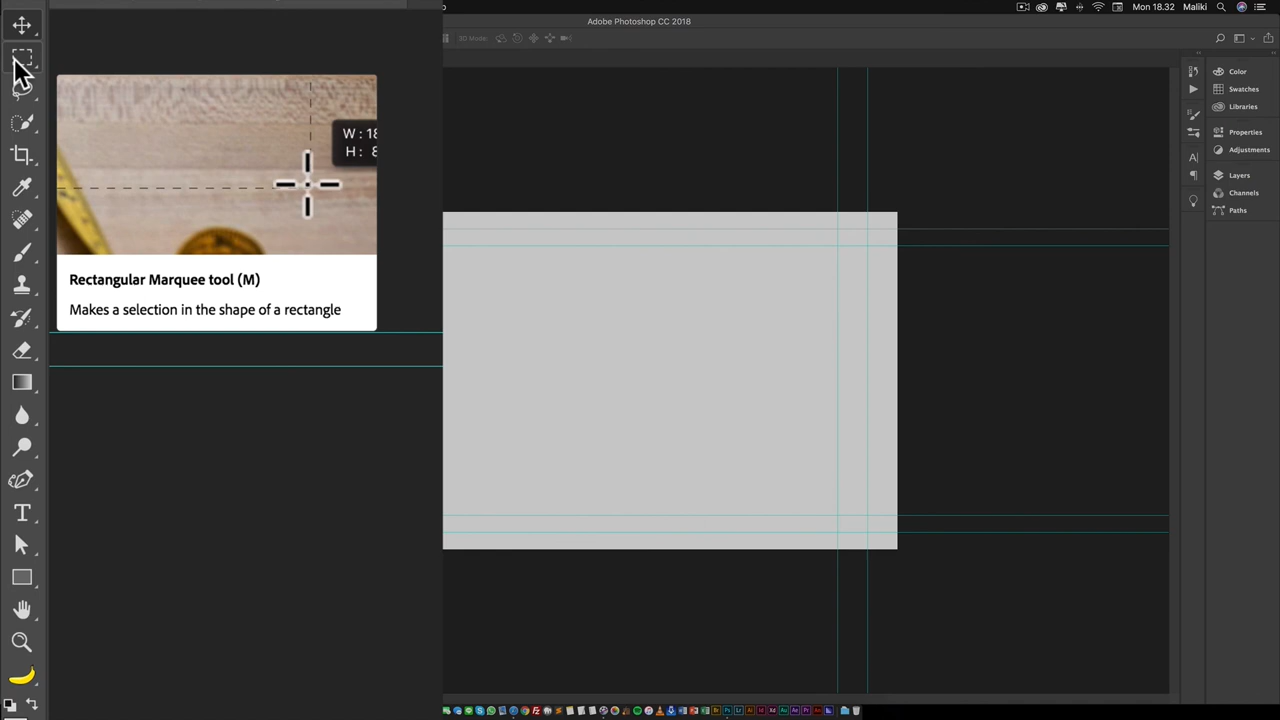 Mon 18.32 Maliki
Adobe Photoshop CC 2018
3D Mode:
Color
Swatches
Libraries
Properties
Adjustments
Layers
Channels
Paths
W : 18
H : 8
Rectangular Marquee tool (M)
Makes a selection in the shape of a rectangle